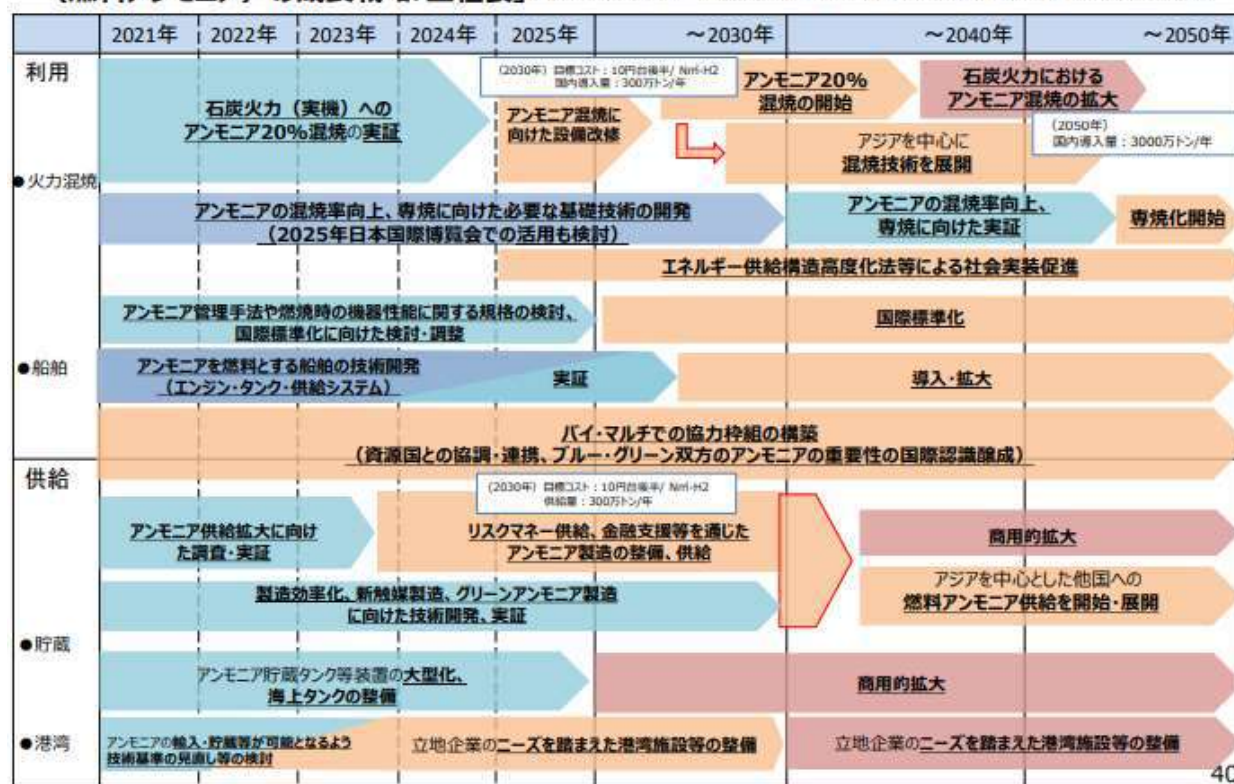 2021年
2022年
2023年
2024年
2025年
～2030年
～2040年
～2050年
利用
●火力混焼
石炭火力（実機）への
アンモニア20%混焼の実証
(2030年) 目標コスト：10円台後半/ Nm³-H2
国内導入量：300万トン/年
アンモニア混焼に
向けた設備改修
アンモニア20%
混焼の開始
石炭火力における
アンモニア混焼の拡大
アジアを中心に
混焼技術を展開
(2050年)
国内導入量：3000万トン/年
アンモニアの混焼率向上、専焼に向けた必要な基礎技術の開発
（2025年日本国際博覧会での活用も検討）
アンモニアの混焼率向上、
専焼に向けた実証
専焼化開始
エネルギー供給構造高度化法等による社会実装促進
アンモニア管理手法や燃焼時の機器性能に関する規格の検討、
国際標準化に向けた検討・調整
国際標準化
●船舶
アンモニアを燃料とする船舶の技術開発
（エンジン・タンク・供給システム）
実証
導入・拡大
バイ・マルチでの協力枠組の構築
（資源国との協調・連携、ブルー・グリーン双方のアンモニアの重要性の国際認識醸成）
供給
(2030年) 目標コスト：10円台後半/ Nm³-H2
供給量：300万トン/年
アンモニア供給拡大に向け
た調査・実証
リスクマネー供給、金融支援等を通じた
アンモニア製造の整備、供給
商用的拡大
アジアを中心とした他国への
燃料アンモニア供給を開始・展開
製造効率化、新触媒製造、グリーンアンモニア製造
に向けた技術開発、実証
●貯蔵
アンモニア貯蔵タンク等装置の大型化、
海上タンクの整備
商用的拡大
●港湾
アンモニアの輸入・貯蔵等が可能となるよう
技術基準の見直し等の検討
立地企業のニーズを踏まえた港湾施設等の整備
立地企業のニーズを踏まえた港湾施設等の整備
40